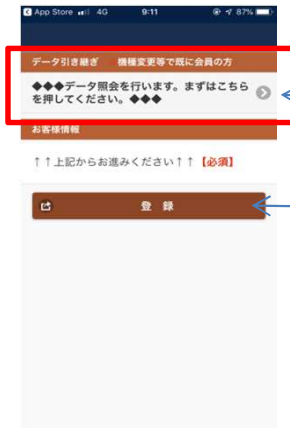 App Store 4G 9:11 87%
データ引き継ぎ 機種変更等で既に会員の方
◆◆◆データ照会を行います。まずはこちら
を押してください。◆◆◆
お客様情報
↑↑上記からお進みください↑↑【必須】
登 録